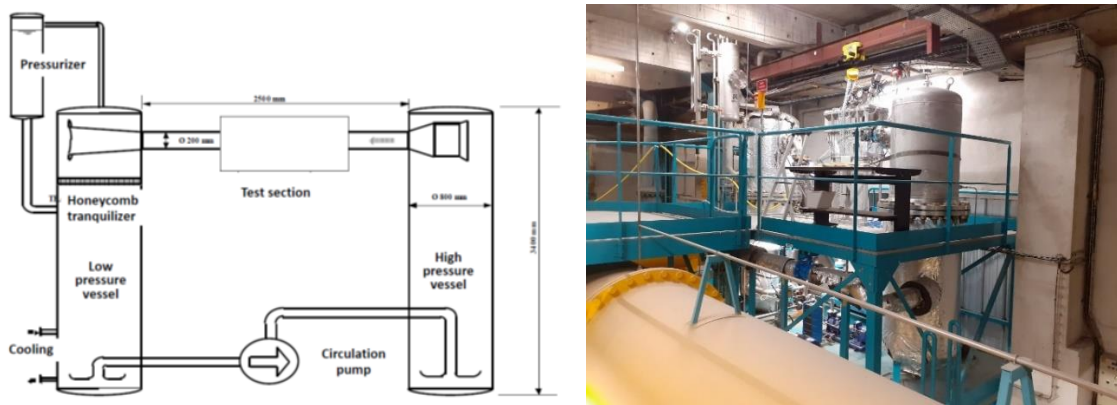 Pressurizer
2500 mm
Ø 200 mm
Test section
Honeycomb
tranquilizer
Ø 800 mm
3400 mm
Low
pressure
vessel
High
pressure
vessel
Cooling
Circulation
pump